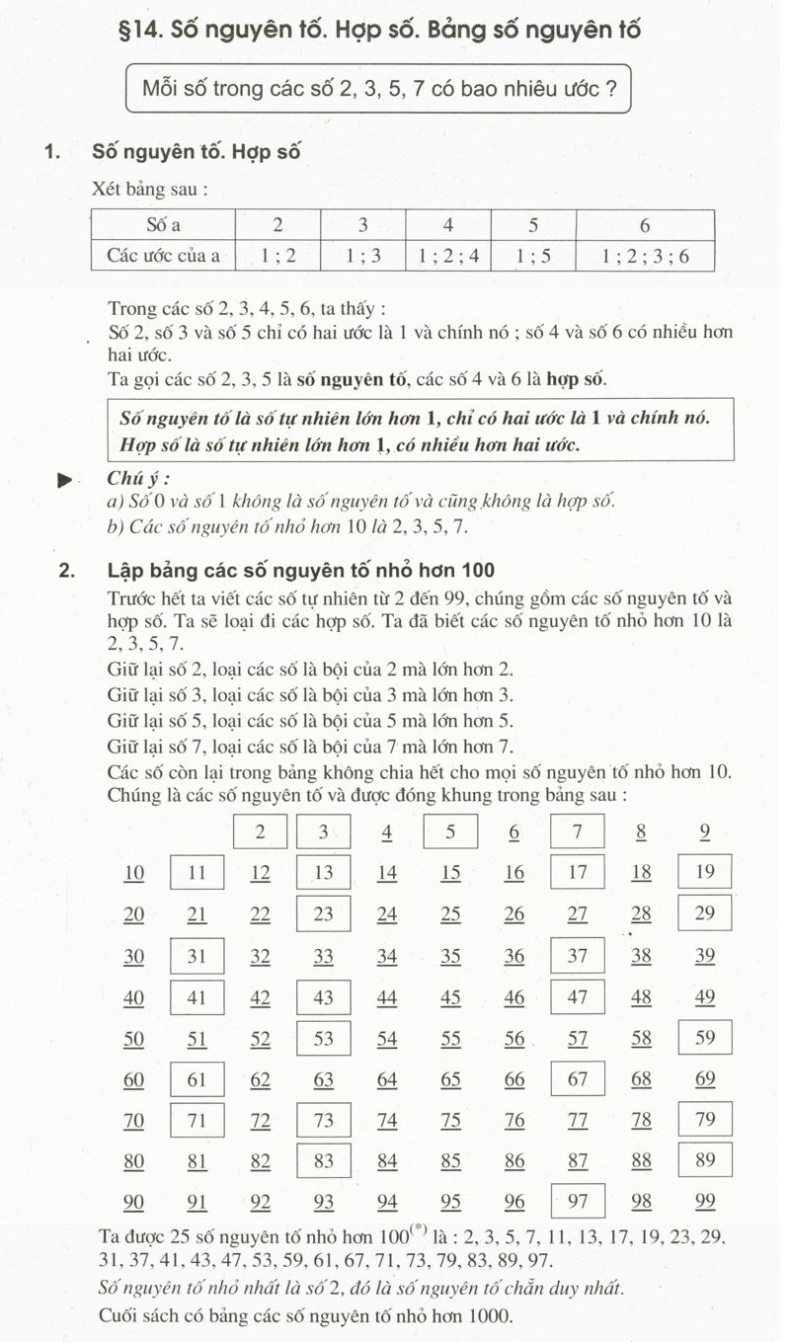 §14. Số nguyên tố. Hợp số. Bảng số nguyên tố
Mỗi số trong các số 2, 3, 5, 7 có bao nhiêu ước ?
1. Số nguyên tố. Hợp số
Xét bảng sau :
Số a 2 3 4 5 6
Các ước của a 1 ; 2 1 ; 3 1 ; 2 ; 4 1 ; 5 1 ; 2 ; 3 ; 6
Trong các số 2, 3, 4, 5, 6, ta thấy :
Số 2, số 3 và số 5 chỉ có hai ước là 1 và chính nó ; số 4 và số 6 có nhiều hơn
hai ước.
Ta gọi các số 2, 3, 5 là số nguyên tố, các số 4 và 6 là hợp số.
Số nguyên tố là số tự nhiên lớn hơn 1, chỉ có hai ước là 1 và chính nó.
Hợp số là số tự nhiên lớn hơn 1, có nhiều hơn hai ước.
Chú ý :
a) Số 0 và số 1 không là số nguyên tố và cũng không là hợp số.
b) Các số nguyên tố nhỏ hơn 10 là 2, 3, 5, 7.
2. Lập bảng các số nguyên tố nhỏ hơn 100
Trước hết ta viết các số tự nhiên từ 2 đến 99, chúng gồm các số nguyên tố và
hợp số. Ta sẽ loại đi các hợp số. Ta đã biết các số nguyên tố nhỏ hơn 10 là
2, 3, 5, 7.
Giữ lại số 2, loại các số là bội của 2 mà lớn hơn 2.
Giữ lại số 3, loại các số là bội của 3 mà lớn hơn 3.
Giữ lại số 5, loại các số là bội của 5 mà lớn hơn 5.
Giữ lại số 7, loại các số là bội của 7 mà lớn hơn 7.
Các số còn lại trong bảng không chia hết cho mọi số nguyên tố nhỏ hơn 10.
Chúng là các số nguyên tố và được đóng khung trong bảng sau :
2 3 4 5 6 7 8 9
10 11 12 13 14 15 16 17 18 19
20 21 22 23 24 25 26 27 28 29
30 31 32 33 34 35 36 37 38 39
40 41 42 43 44 45 46 47 48 49
50 51 52 53 54 55 56 57 58 59
60 61 62 63 64 65 66 67 68 69
70 71 72 73 74 75 76 77 78 79
80 81 82 83 84 85 86 87 88 89
90 91 92 93 94 95 96 97 98 99
Ta được 25 số nguyên tố nhỏ hơn 100(*) là : 2, 3, 5, 7, 11, 13, 17, 19, 23, 29,
31, 37, 41, 43, 47, 53, 59, 61, 67, 71, 73, 79, 83, 89, 97.
Số nguyên tố nhỏ nhất là số 2, đó là số nguyên tố chẵn duy nhất.
Cuối sách có bảng các số nguyên tố nhỏ hơn 1000.